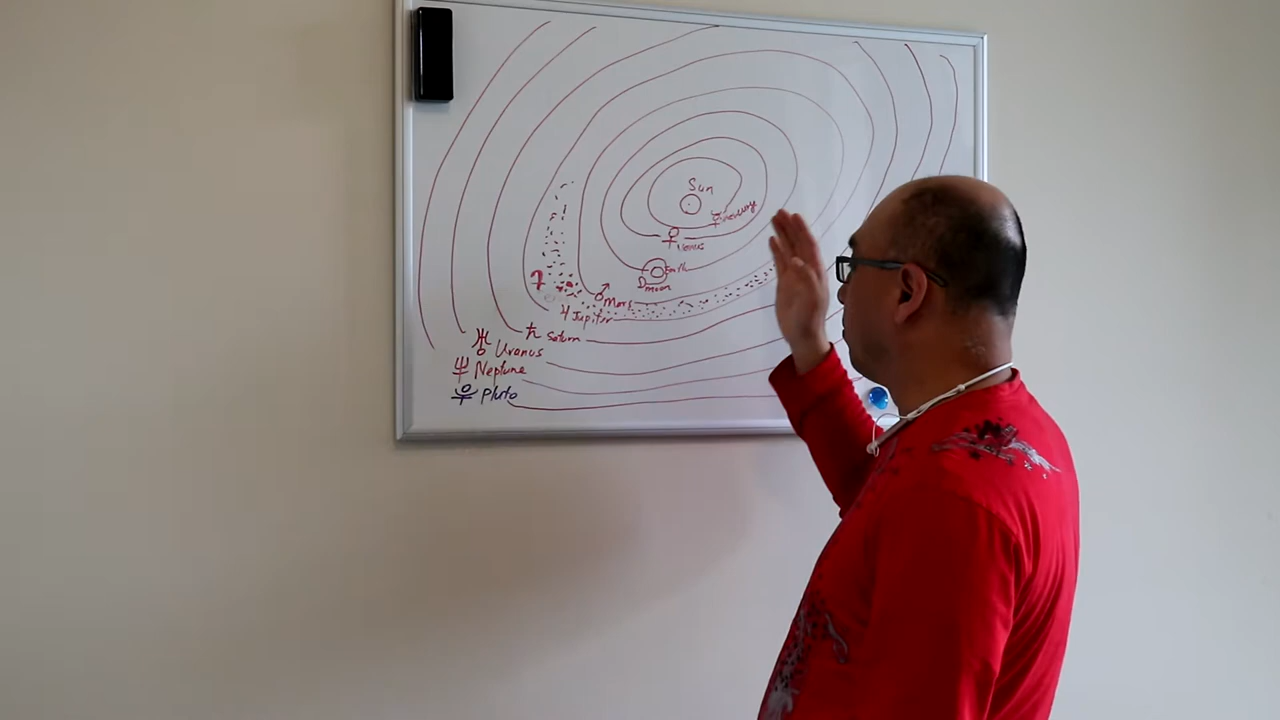 Sun
☿ mercury
♀ Venus
Earth
☽ moon
♂ Mars
?
♃ Jupiter
♄ Saturn
♅ Uranus
♆ Neptune
Pluto